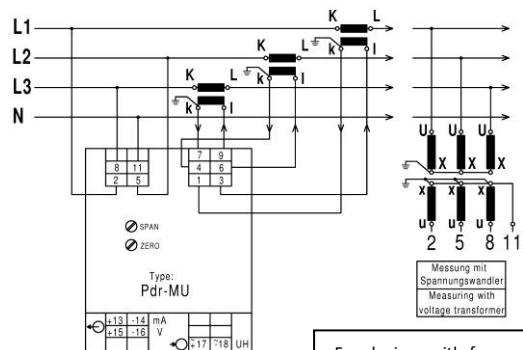 K L
L1
K L
k l
L2
K L
k l
L3
k l
N
U U U
X X X
7 9
8 11 4 6
2 5 1 3
x x x
u u u
2 5 8 11
SPAN
ZERO
Messung mit
Spannungswandler
Measuring with
voltage transformer
Type:
Pdr-MU
+13 -14 mA
+15 -16 V
~17 ~18 UH